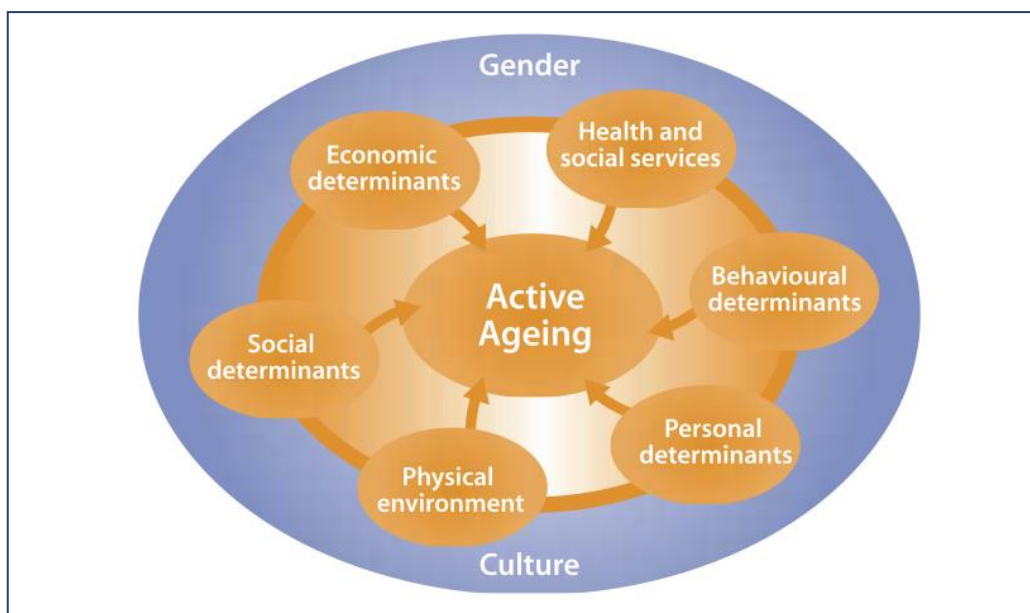 Gender
Economic
determinants
Health and
social services
Active
Ageing
Behavioural
determinants
Social
determinants
Personal
determinants
Physical
environment
Culture